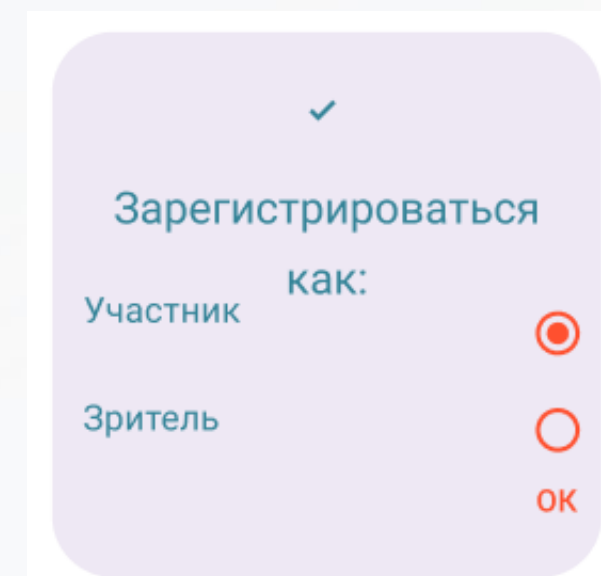 Зарегистрироваться
как:
Участник
Зритель
ОК